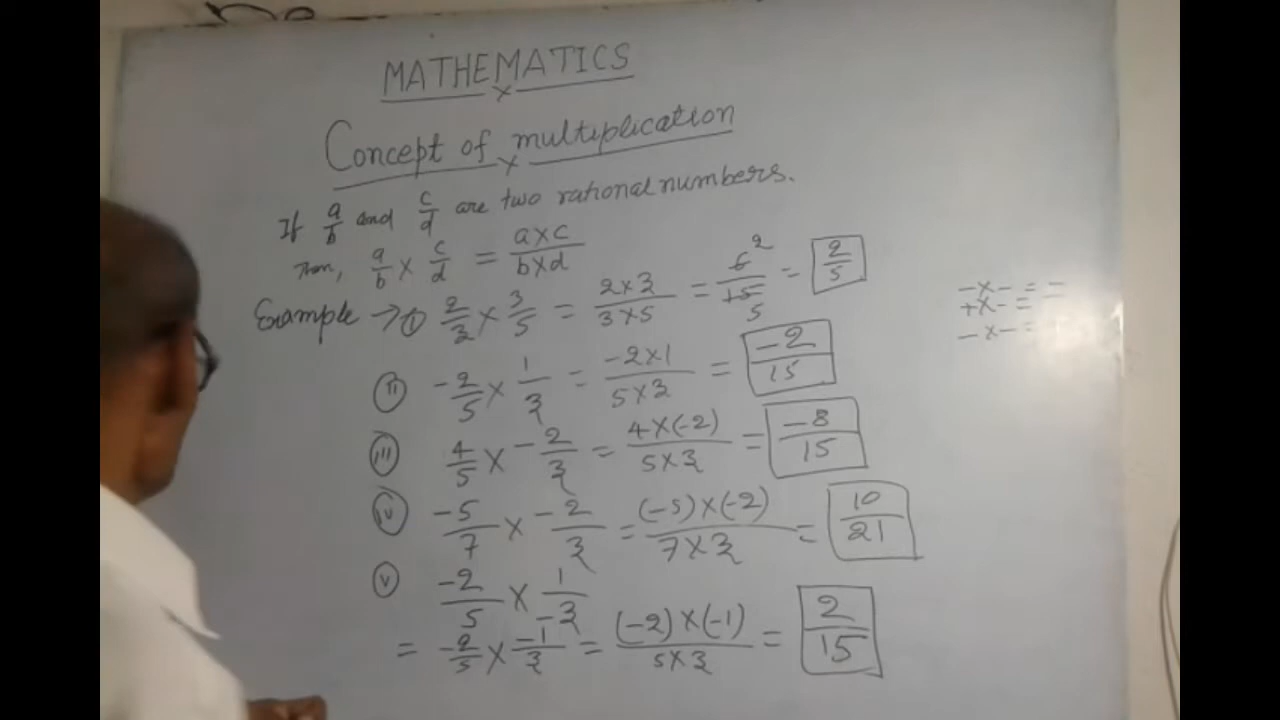 MATHEMATICS
x
Concept of multiplication
x
If a/b and c/d are two rational numbers.
Then, a/b × c/d = a×c/b×d
Example → (i) 2/3 × 3/5 = 2×3/3×5 = 6/15 2/5 = 2/5
(ii) -2/5 × 1/3 = -2×1/5×3 = -2/15
(iii) 4/5 × -2/3 = 4×(-2)/5×3 = -8/15
(iv) -5/7 × -2/3 = (-5)×(-2)/7×3 = 10/21
(v) -2/5 × 1/-3
= -2/5 × -1/3 = (-2)×(-1)/5×3 = 2/15